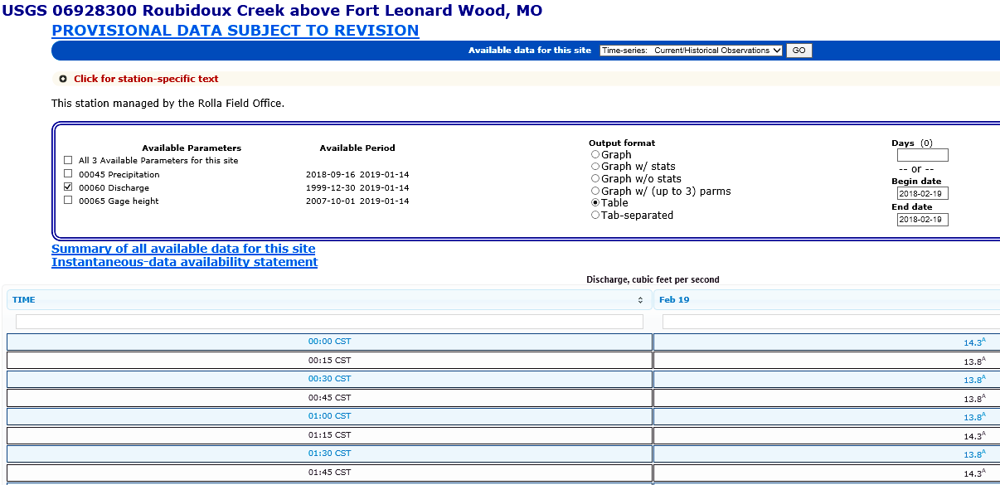 USGS 06928300 Roubidoux Creek above Fort Leonard Wood, MO
PROVISIONAL DATA SUBJECT TO REVISION
Available data for this site Time-series: Current/Historical Observations GO
Click for station-specific text
This station managed by the Rolla Field Office.
Available Parameters Available Period Output format Days (0)
All 3 Available Parameters for this site
00045 Precipitation 2018-09-16 2019-01-14
00060 Discharge 1999-12-30 2019-01-14
00065 Gage height 2007-10-01 2019-01-14
Graph
Graph w/ stats
Graph w/o stats
Graph w/ (up to 3) parms
Table
Tab-separated
-- or --
Begin date
2018-02-19
End date
2018-02-19
Summary of all available data for this site
Instantaneous-data availability statement
Discharge, cubic feet per second
TIME Feb 19
00:00 CST 14.3A
00:15 CST 13.8A
00:30 CST 13.8A
00:45 CST 13.8A
01:00 CST 13.8A
01:15 CST 14.3A
01:30 CST 13.8A
01:45 CST 14.3A